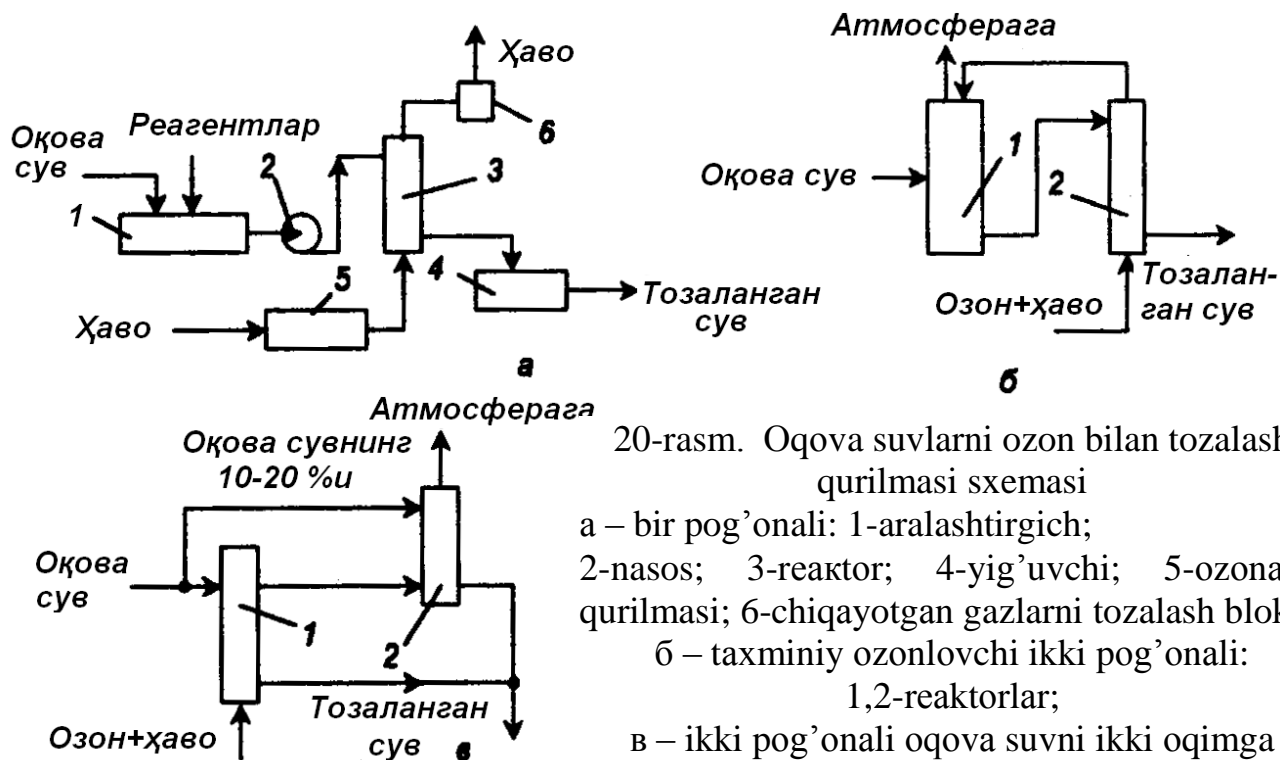 Ҳаво
6
Реагентлар
Оқова
сув
2
3
1
4
5
Ҳаво
Тозаланган
сув
а
Атмосферага
1
Оқова сув
2
Озон+ҳаво
Тозалан-
ган сув
б
Атмосферага
Оқова сувнинг
10-20 %и
Оқова
сув
1
2
Тозаланган
сув
Озон+ҳаво
в
20-rasm. Oqova suvlarni ozon bilan tozalash
qurilmasi sxemasi
a – bir pog’onali: 1-aralashtirgich;
2-nasos; 3-reaкtor; 4-yig’uvchi; 5-ozona
qurilmasi; 6-chiqayotgan gazlarni tozalash blok
б – taxminiy ozonlovchi ikki pog’onali:
1,2-reaktorlar;
в – ikki pog’onali oqova suvni ikki oqimga